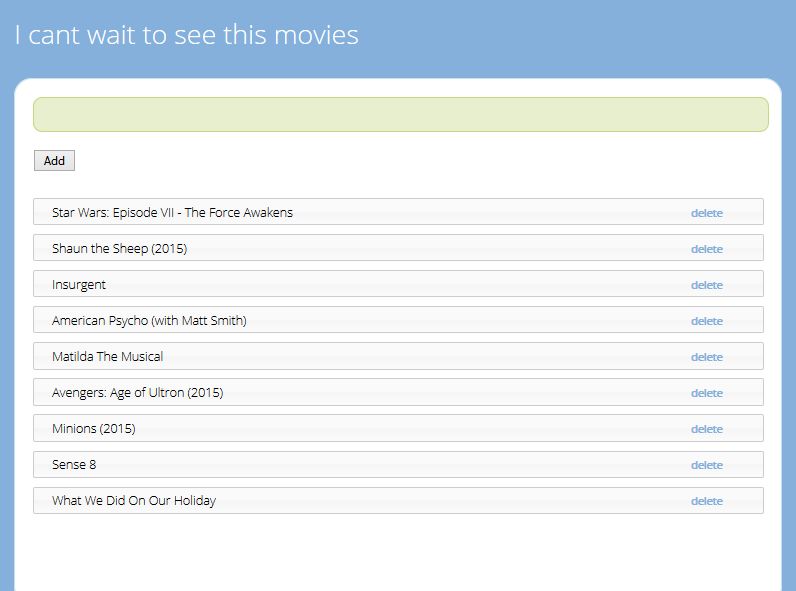 I cant wait to see this movies
Add
Star Wars: Episode VII - The Force Awakens delete
Shaun the Sheep (2015) delete
Insurgent delete
American Psycho (with Matt Smith) delete
Matilda The Musical delete
Avengers: Age of Ultron (2015) delete
Minions (2015) delete
Sense 8 delete
What We Did On Our Holiday delete